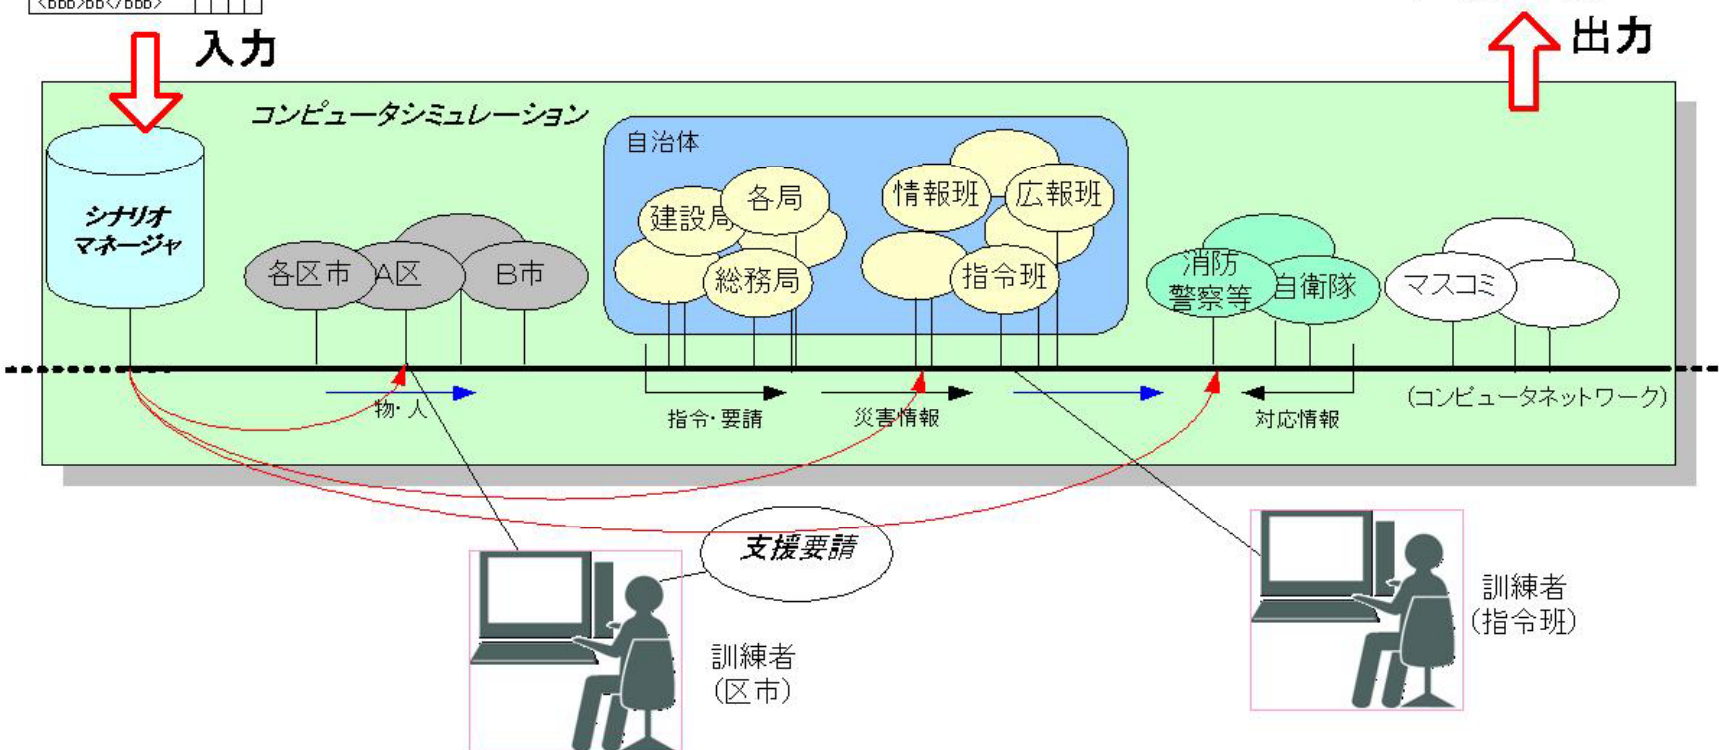 <bbb>bb</bbb>
入力
出力
コンピュータシミュレーション
自治体
シナリオ
マネージャ
各区市
A区
B市
建設局
各局
総務局
情報班
広報班
指令班
消防
警察等
自衛隊
マスコミ
物・人
指令・要請
災害情報
対応情報
(コンピュータネットワーク)
支援要請
訓練者
(区市)
訓練者
(指令班)